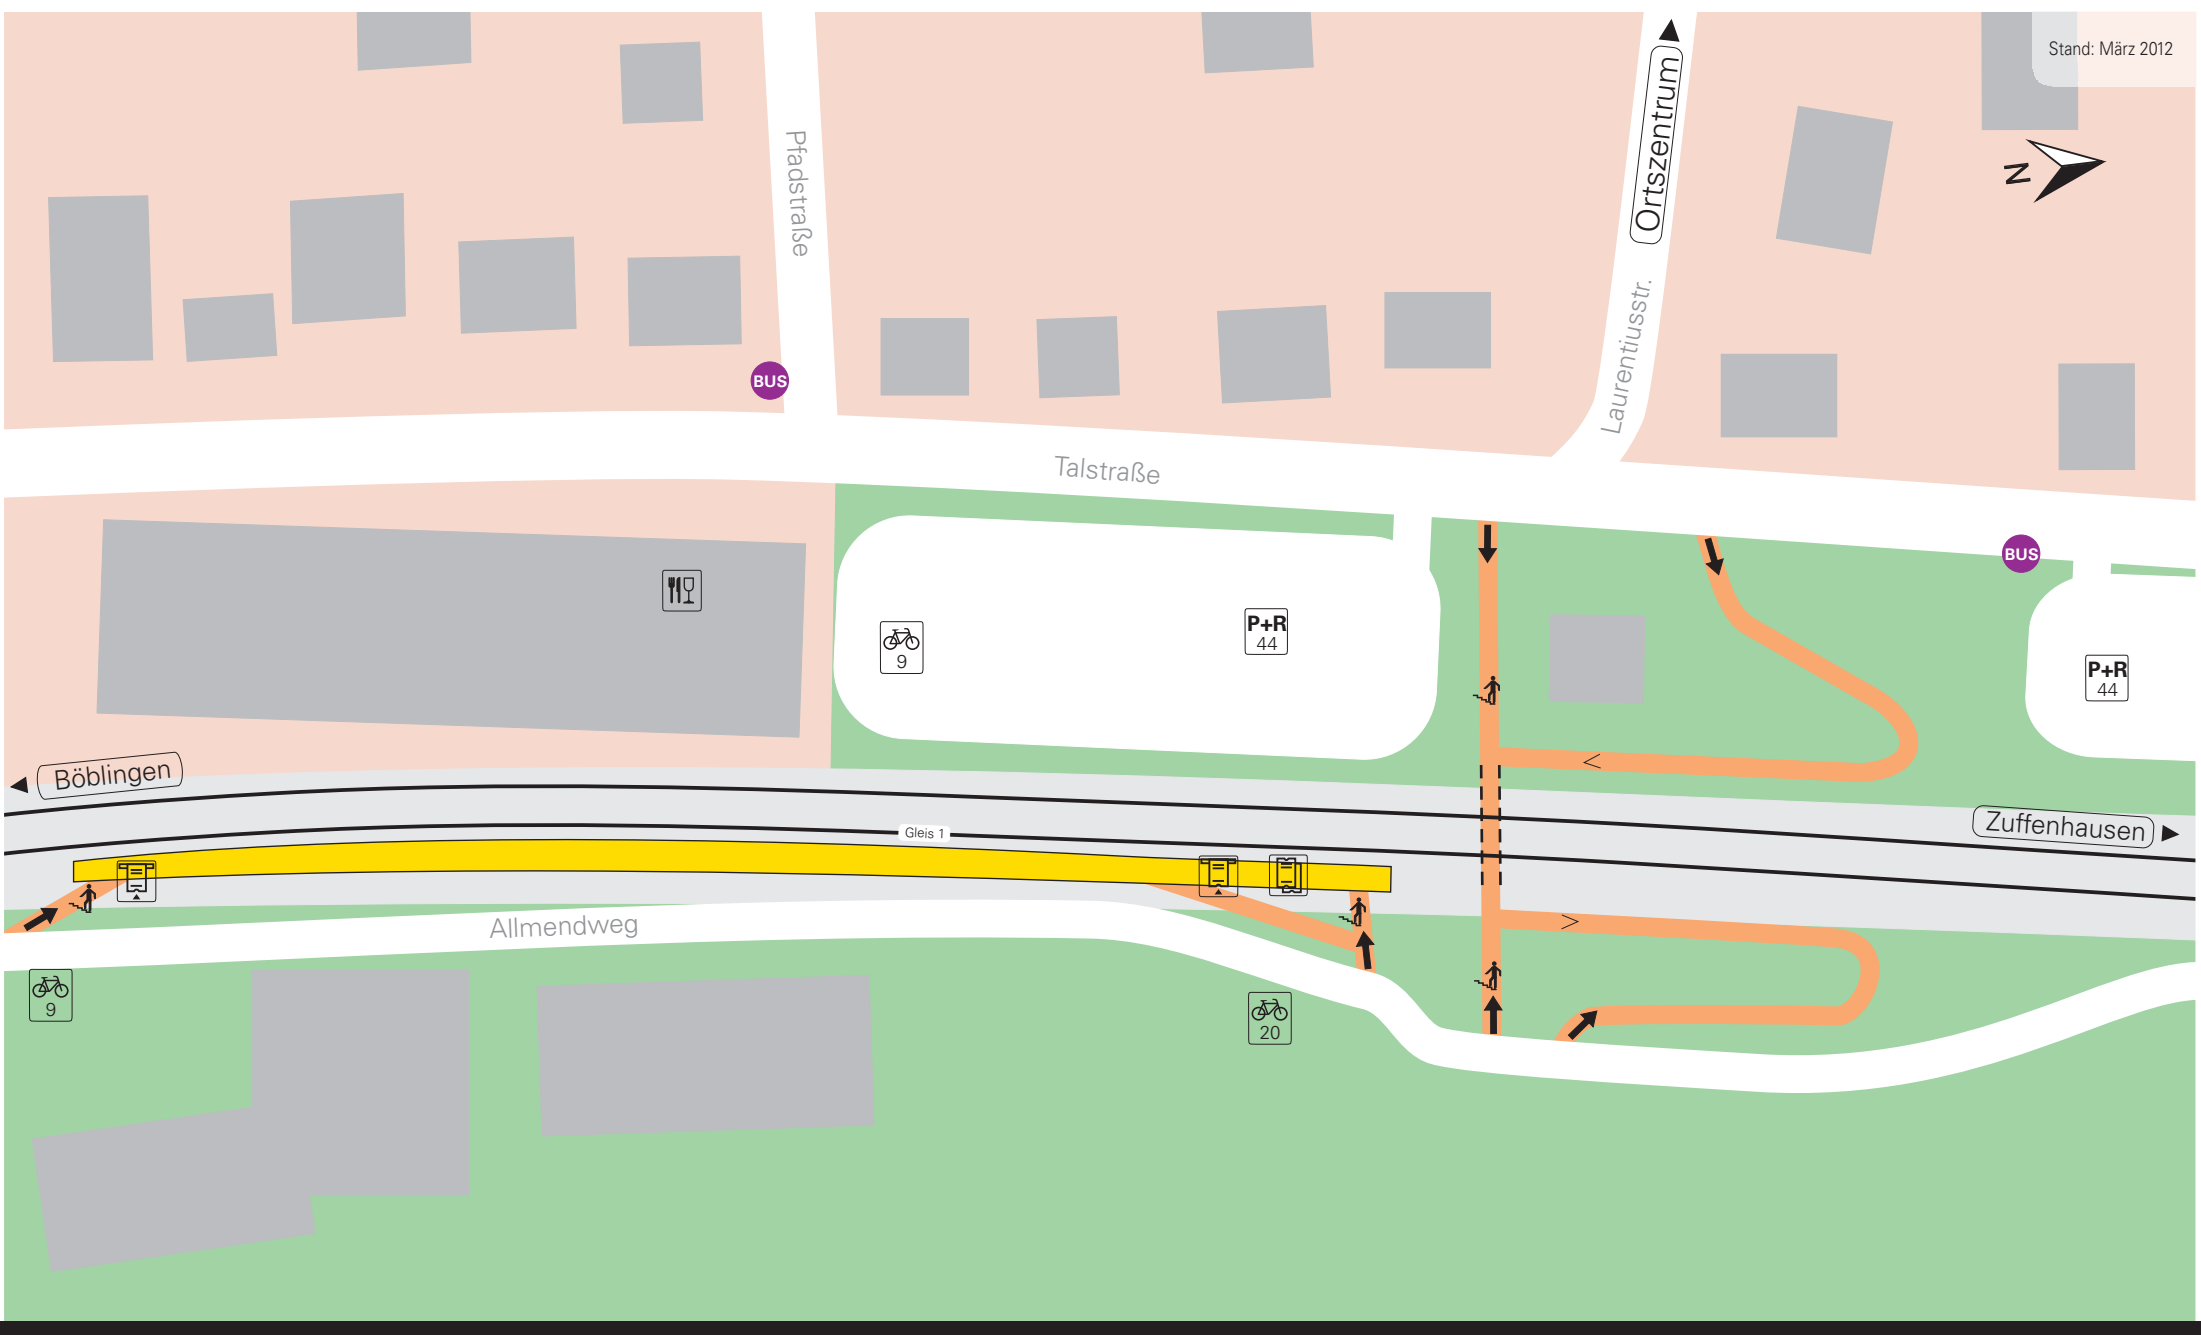 Stand: März 2012
Ortszentrum
N
Pfadstraße
Laurentiusstr.
BUS
Talstraße
BUS
P+R
44
9
P+R
44
Böblingen
Zuffenhausen
Gleis 1
Allmendweg
9
20